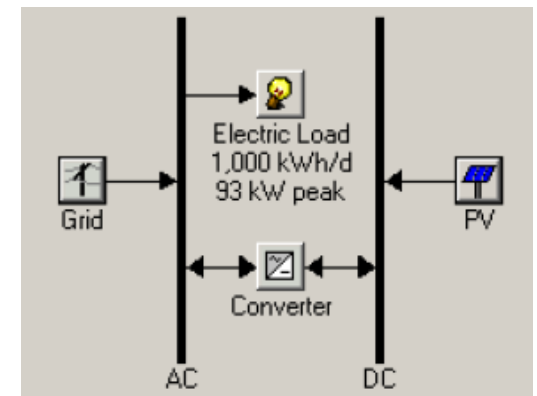 Electric Load
1,000 kWh/d
93 kW peak
Grid
PV
Converter
AC
DC